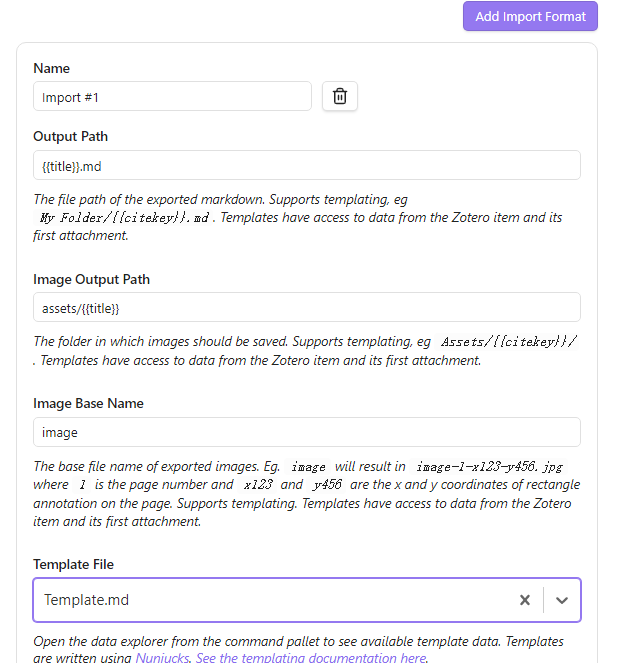 Add Import Format
Name
Import #1
Output Path
{{title}}.md
The file path of the exported markdown. Supports templating, eg
My Folder/{{citekey}}.md . Templates have access to data from the Zotero item and its
first attachment.
Image Output Path
assets/{{title}}
The folder in which images should be saved. Supports templating, eg Assets/{{citekey}}/
. Templates have access to data from the Zotero item and its first attachment.
Image Base Name
image
The base file name of exported images. Eg. image will result in image-1-x123-y456.jpg
where 1 is the page number and x123 and y456 are the x and y coordinates of rectangle
annotation on the page. Supports templating. Templates have access to data from the Zotero
item and its first attachment.
Template File
Template.md
Open the data explorer from the command pallet to see available template data. Templates
are written using Nunjucks. See the templating documentation here.